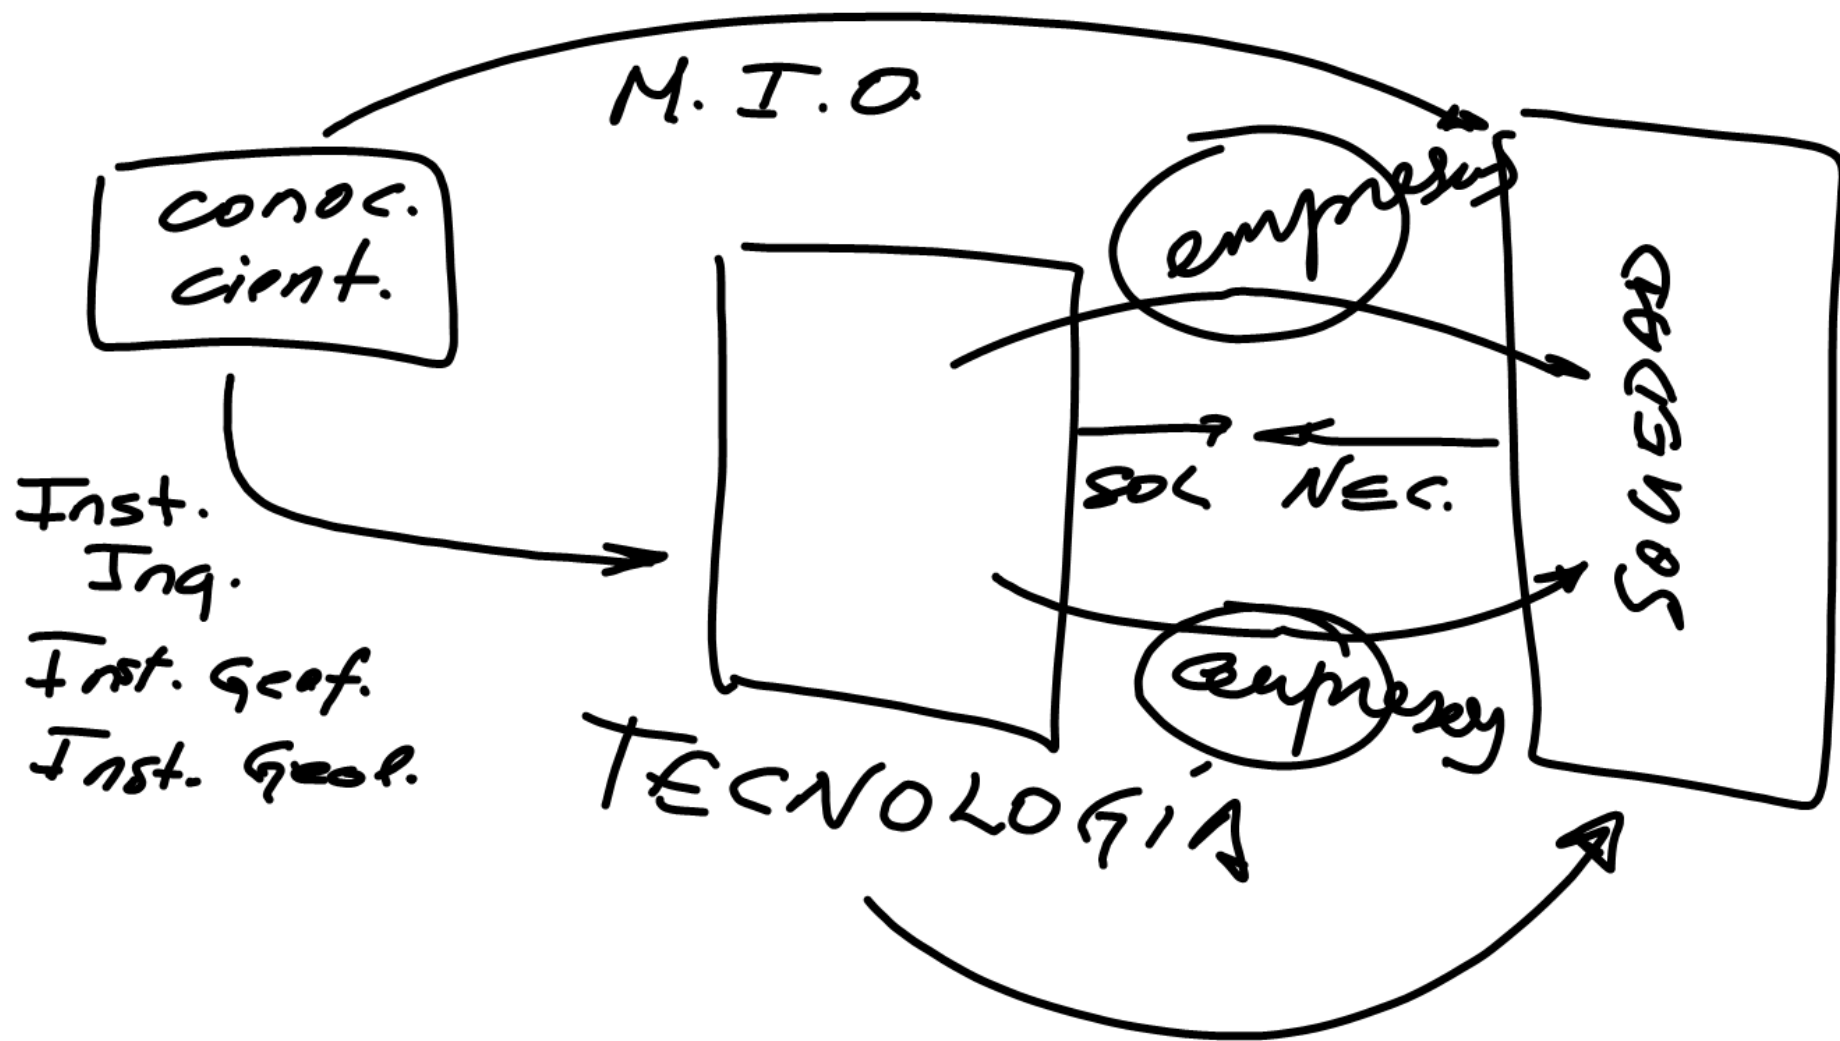 M. I. O.
conoc.
cient.
empresas
SOCIEDAD
SOL
NEC.
Inst.
Ing.
Inst. Geof.
Inst. Geol.
empresas
TECNOLOGÍA